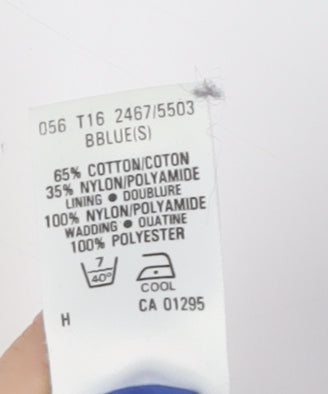 056 T16 2467/5503
BBLUE(S)
65% COTTON/COTON
35% NYLON/POLYAMIDE
LINING ● DOUBLURE
100% NYLON/POLYAMIDE
WADDING ● OUATINE
100% POLYESTER
7
40°
COOL
CA 01295
H